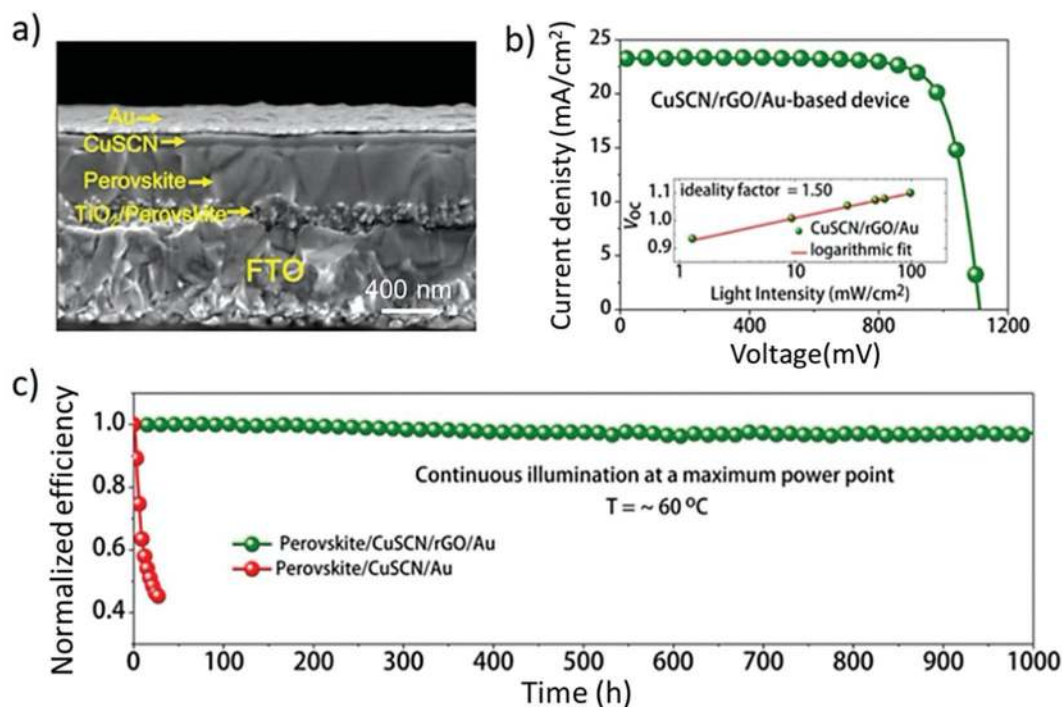 a)
Au
CuSCN
Perovskite
TiO2/Perovskite
FTO
400 nm
b)
Current denisty (mA/cm²)
25
20
15
10
5
0
CuSCN/rGO/Au-based device
VOC
1.1
1.0
0.9
ideality factor = 1.50
CuSCN/rGO/Au
logarithmic fit
1 10 100
Light Intensity (mW/cm²)
0 400 800 1200
Voltage(mV)
c)
Normalized efficiency
1.0
0.8
0.6
0.4
Continuous illumination at a maximum power point
T = ~ 60 °C
Perovskite/CuSCN/rGO/Au
Perovskite/CuSCN/Au
0 100 200 300 400 500 600 700 800 900 1000
Time (h)